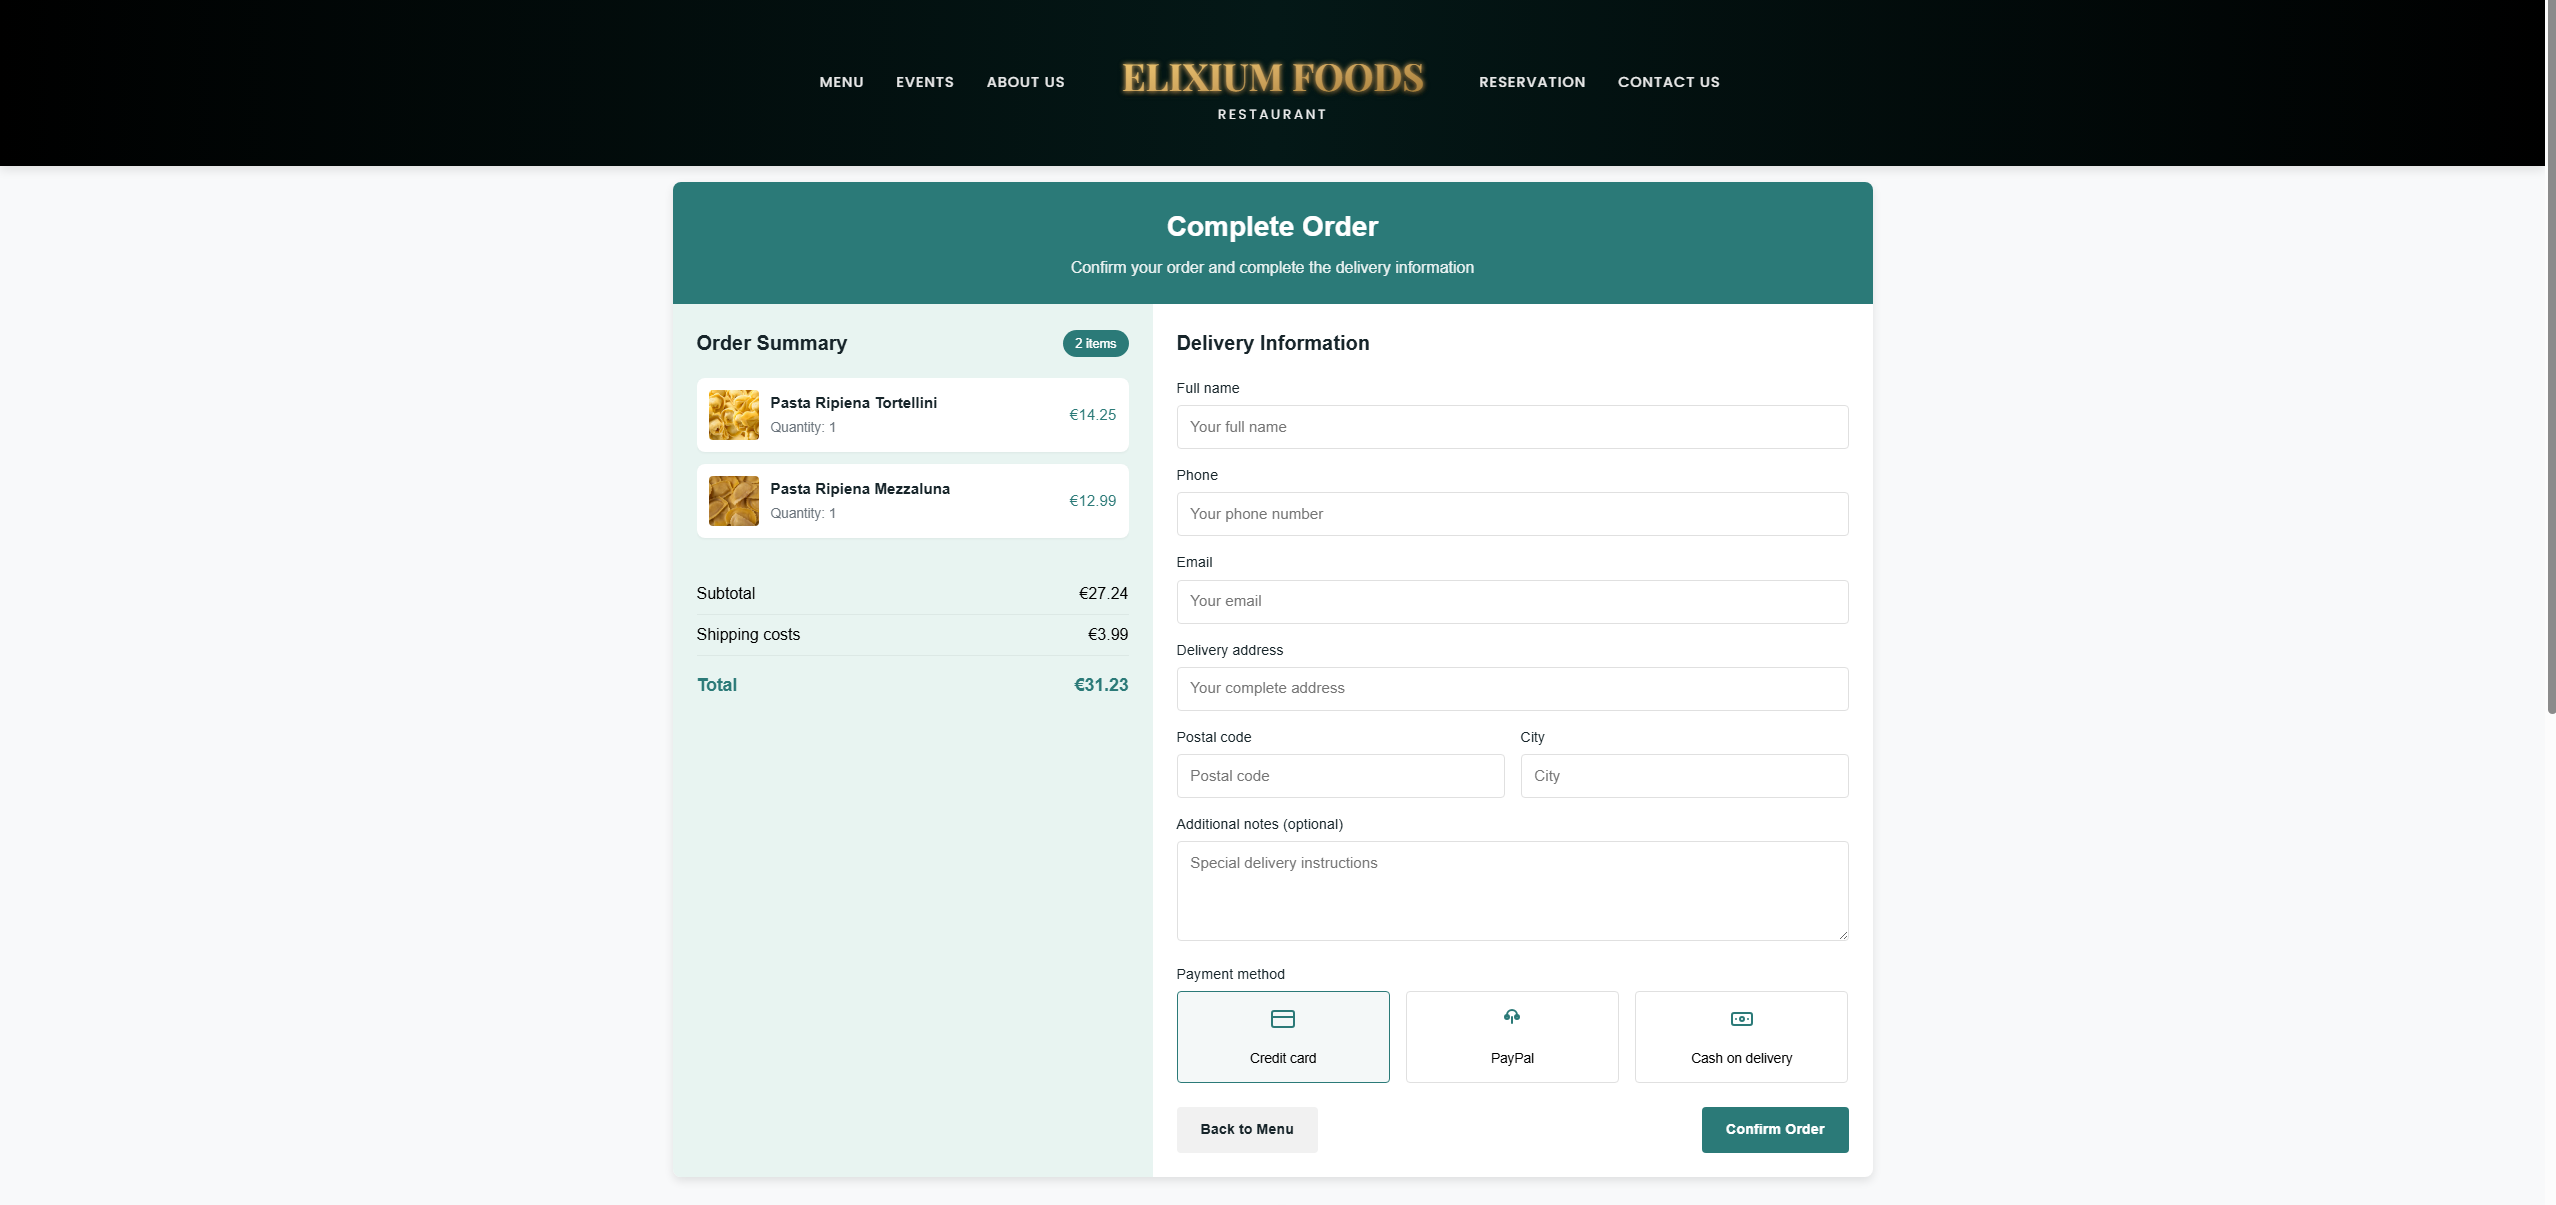 MENU
EVENTS
ABOUT US
ELIXIUM FOODS
RESTAURANT
RESERVATION
CONTACT US
Complete Order
Confirm your order and complete the delivery information
Order Summary
2 items
Pasta Ripiena Tortellini
Quantity: 1
€14.25
Pasta Ripiena Mezzaluna
Quantity: 1
€12.99
Subtotal
€27.24
Shipping costs
€3.99
Total
€31.23
Delivery Information
Full name
Your full name
Phone
Your phone number
Email
Your email
Delivery address
Your complete address
Postal code
Postal code
City
City
Additional notes (optional)
Special delivery instructions
Payment method
Credit card
PayPal
Cash on delivery
Back to Menu
Confirm Order